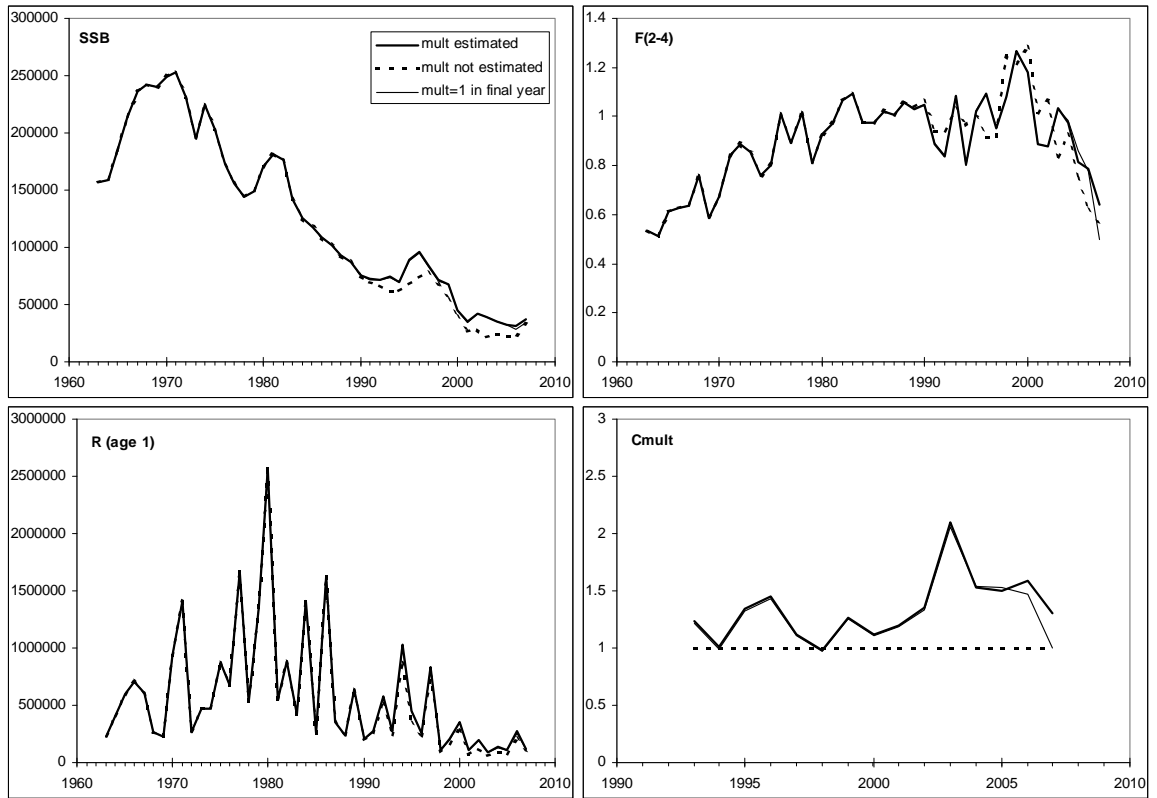 SSB
mult estimated
mult not estimated
mult=1 in final year
300000
250000
200000
150000
100000
50000
0
1960 1970 1980 1990 2000 2010
F(2-4)
1.4
1.2
1
0.8
0.6
0.4
0.2
0
1960 1970 1980 1990 2000 2010
R (age 1)
3000000
2500000
2000000
1500000
1000000
500000
0
1960 1970 1980 1990 2000 2010
Cmult
3
2.5
2
1.5
1
0.5
0
1990 1995 2000 2005 2010